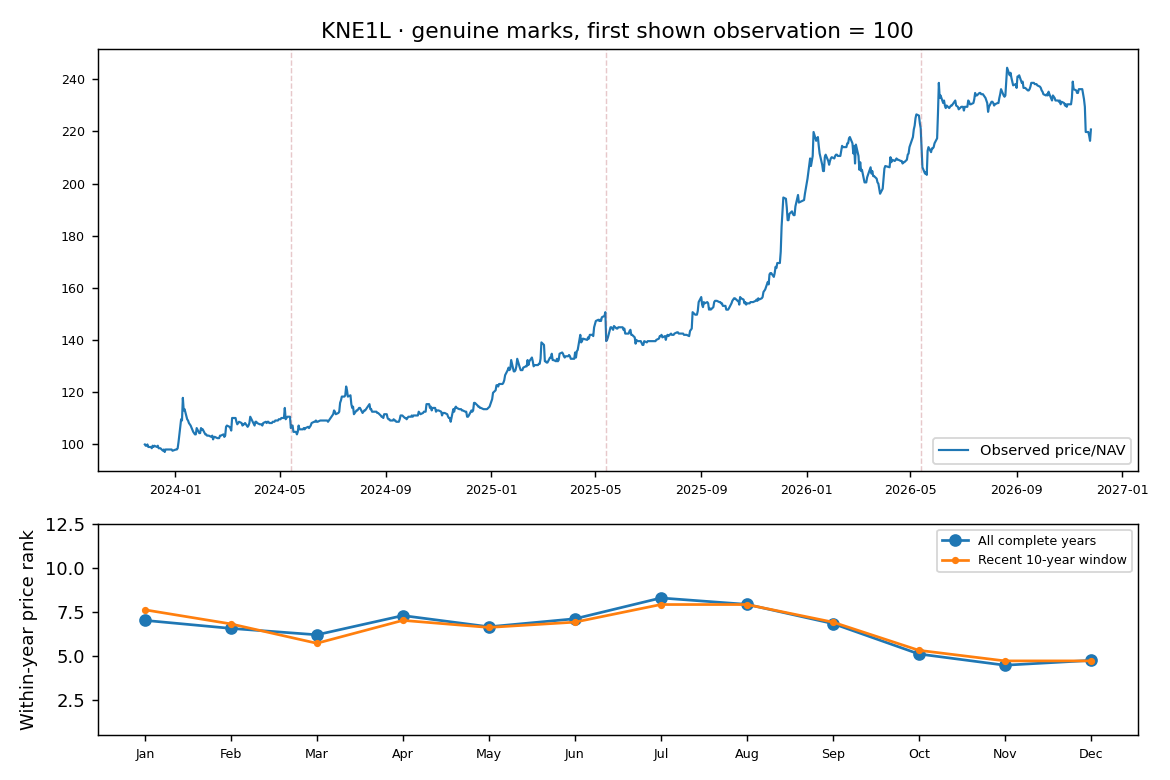 KNE1L · genuine marks, first shown observation = 100
240
220
200
180
160
140
120
100
Observed price/NAV
2024-01 2024-05 2024-09 2025-01 2025-05 2025-09 2026-01 2026-05 2026-09 2027-01
Within-year price rank
12.5
10.0
7.5
5.0
2.5
All complete years
Recent 10-year window
Jan Feb Mar Apr May Jun Jul Aug Sep Oct Nov Dec